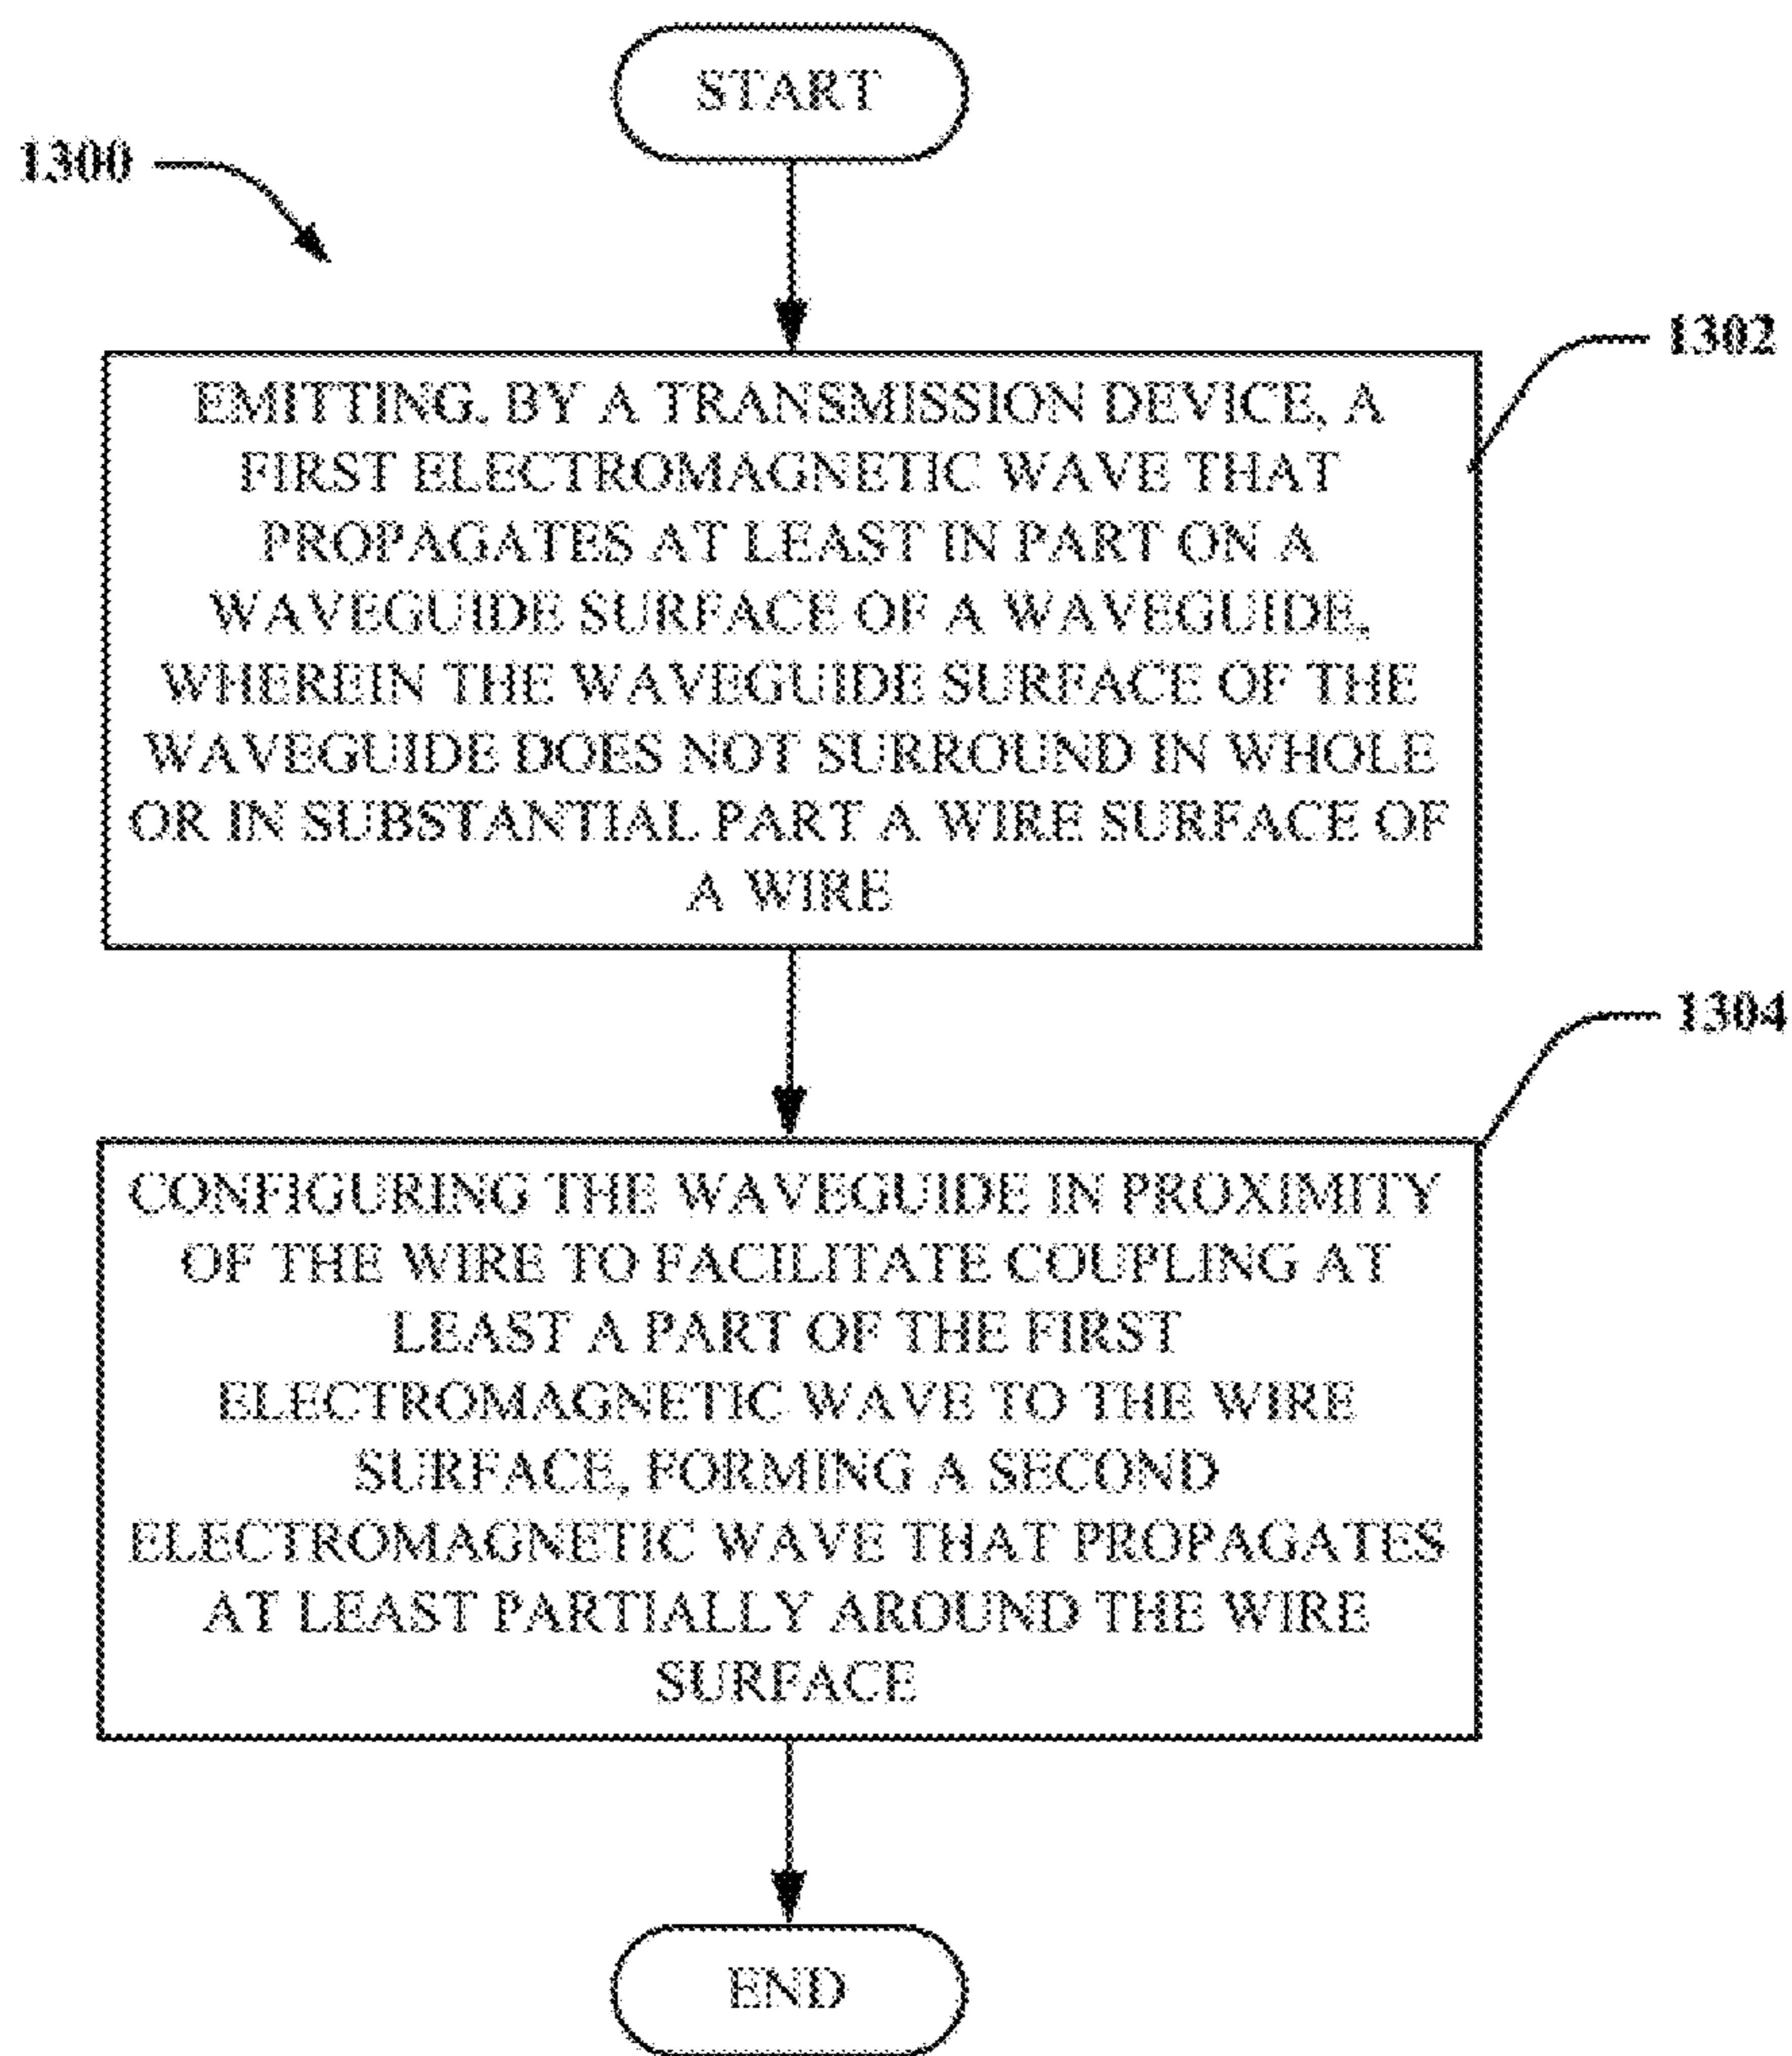 START
1300
1302
EMITTING, BY A TRANSMISSION DEVICE, A
FIRST ELECTROMAGNETIC WAVE THAT
PROPAGATES AT LEAST IN PART ON A
WAVEGUIDE SURFACE OF A WAVEGUIDE,
WHEREIN THE WAVEGUIDE SURFACE OF THE
WAVEGUIDE DOES NOT SURROUND IN WHOLE
OR IN SUBSTANTIAL PART A WIRE SURFACE OF
A WIRE
1304
CONFIGURING THE WAVEGUIDE IN PROXIMITY
OF THE WIRE TO FACILITATE COUPLING AT
LEAST A PART OF THE FIRST
ELECTROMAGNETIC WAVE TO THE WIRE
SURFACE, FORMING A SECOND
ELECTROMAGNETIC WAVE THAT PROPAGATES
AT LEAST PARTIALLY AROUND THE WIRE
SURFACE
END